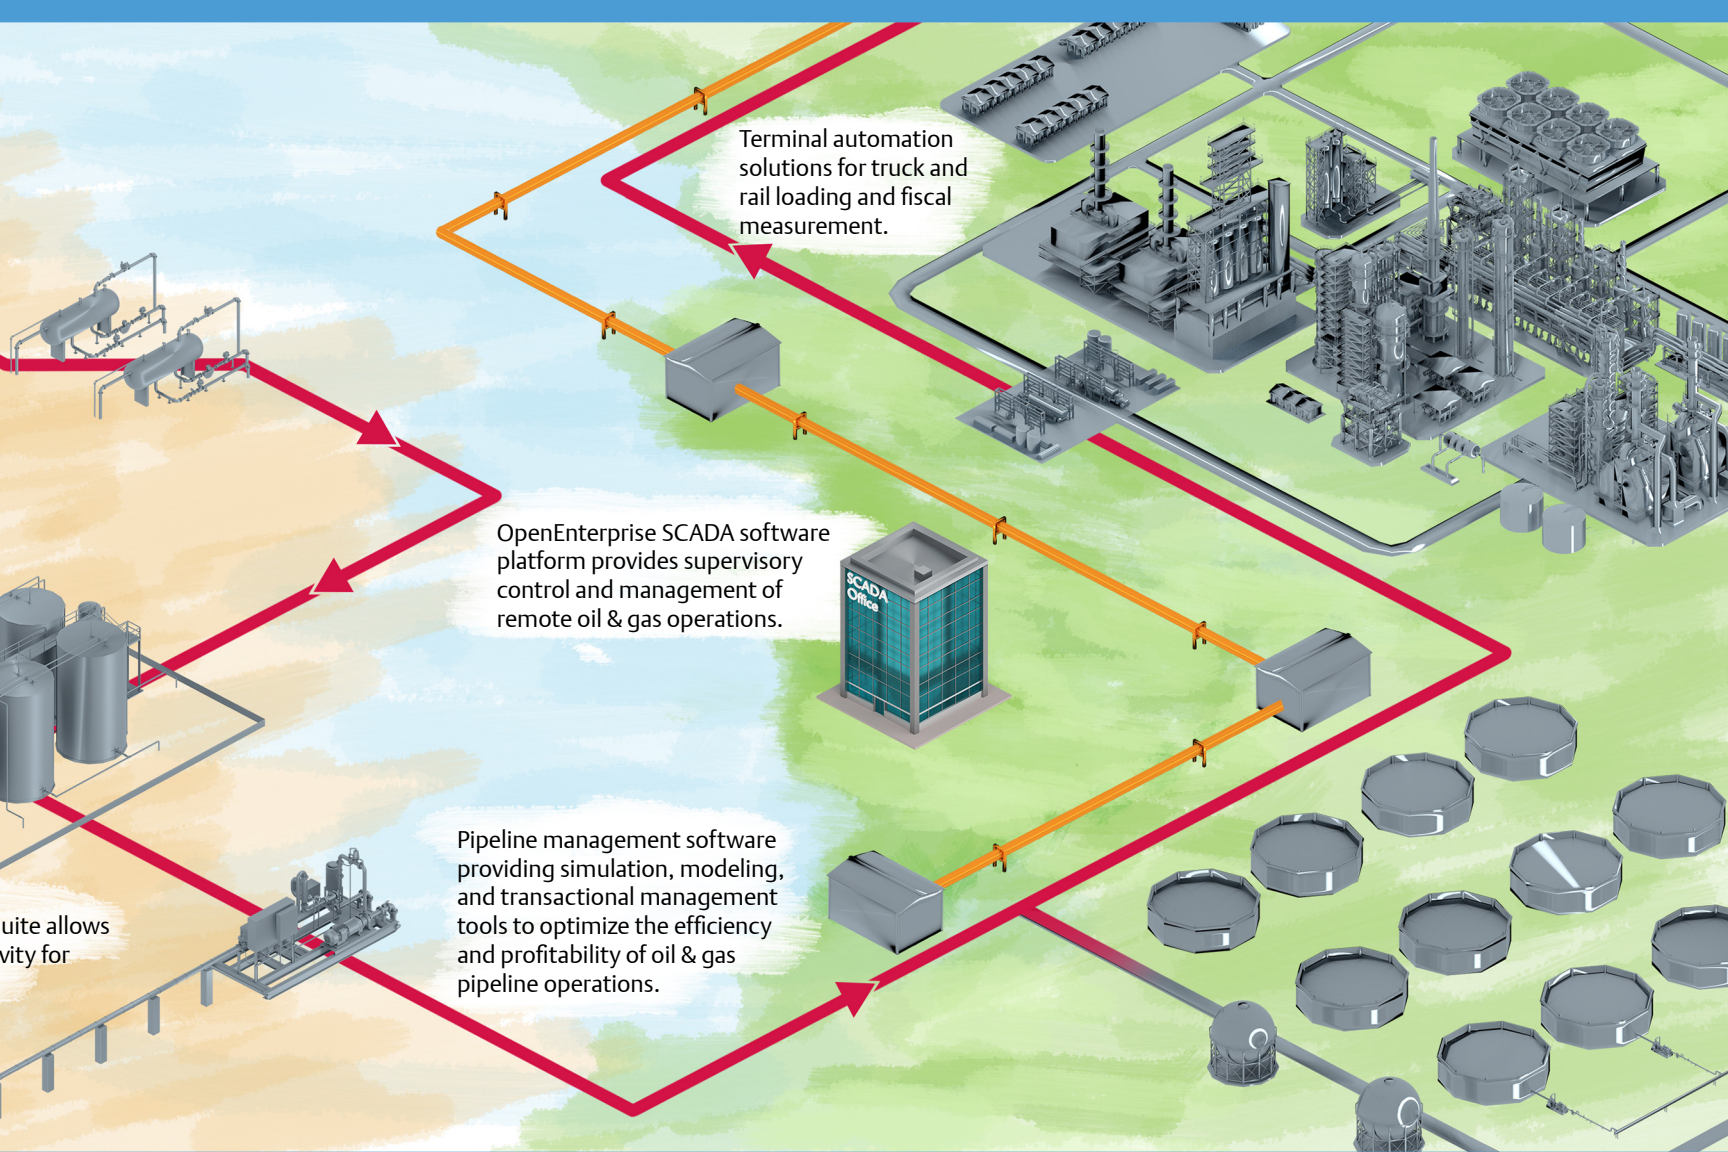 Terminal automation
solutions for truck and
rail loading and fiscal
measurement.
OpenEnterprise SCADA software
platform provides supervisory
control and management of
remote oil & gas operations.
SCADA
Office
Pipeline management software
providing simulation, modeling,
and transactional management
tools to optimize the efficiency
and profitability of oil & gas
pipeline operations.
allows
for